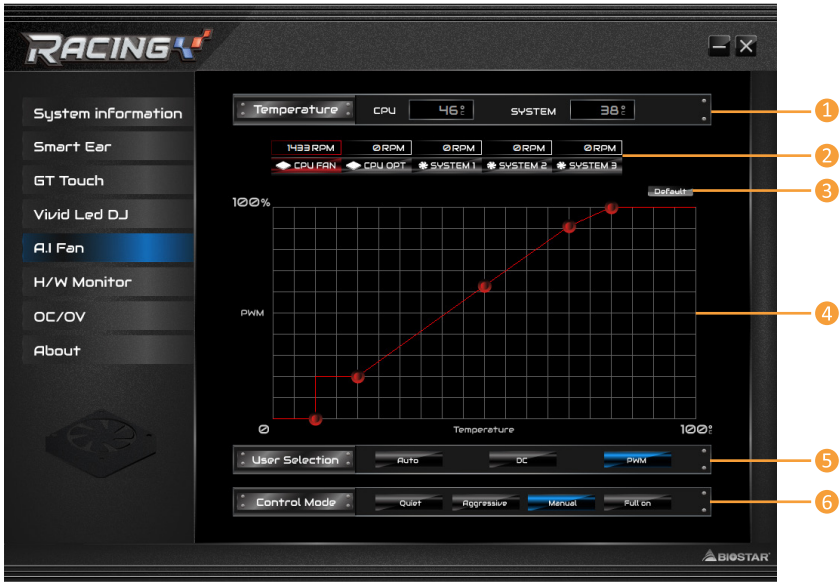 RACING
System information
Smart Ear
GT Touch
Vivid Led DJ
A.I Fan
H/W Monitor
OC/OV
About
Temperature CPU 46°C SYSTEM 38°C 1
1433 RPM 0 RPM 0 RPM 0 RPM 0 RPM 2
CPU FAN CPU OPT SYSTEM 1 SYSTEM 2 SYSTEM 3
Default 3
100%
PWM 4
0 Temperature 100°C
User Selection Auto DC PWM 5
Control Mode Quiet Aggressive Manual Full on 6
BIOSTAR